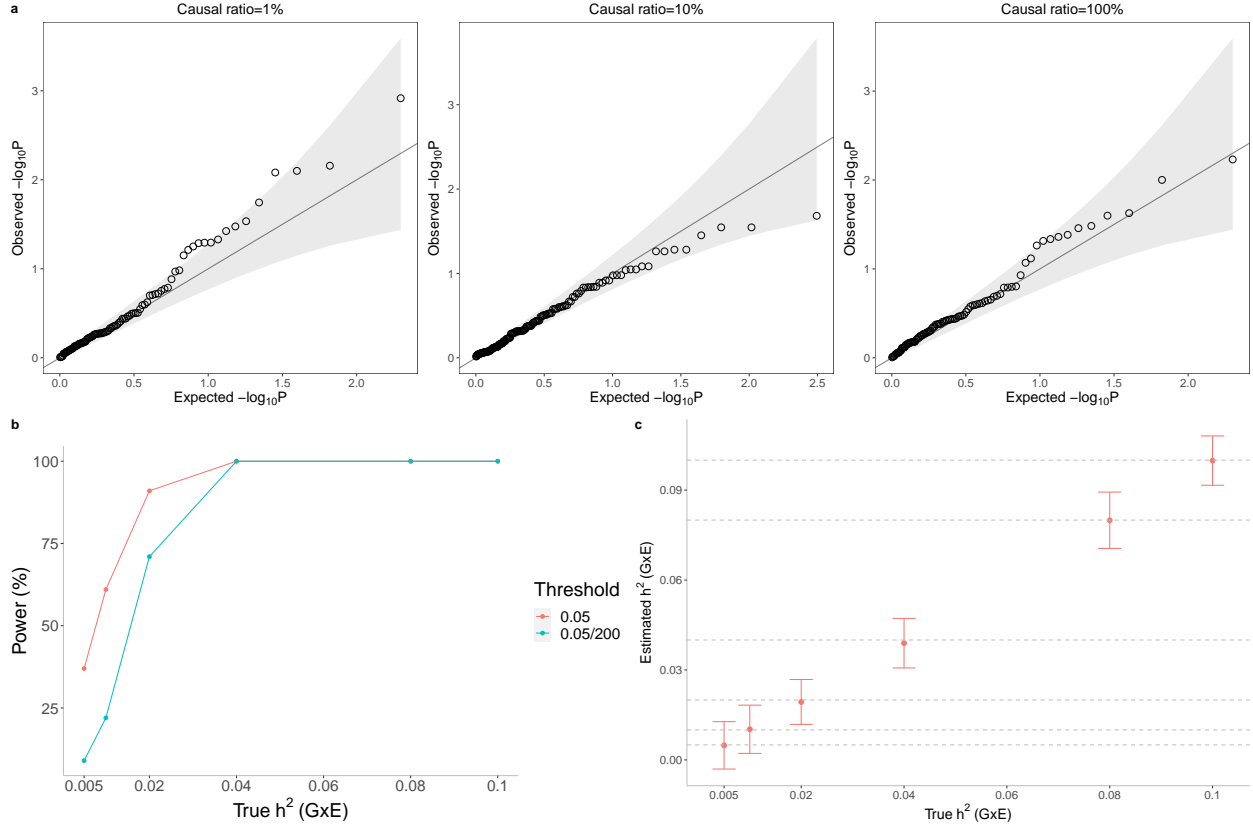 a
Causal ratio=1%
Causal ratio=10%
Causal ratio=100%
Observed −log10P
3
2
1
0
0.0
0.5
1.0
1.5
2.0
Expected −log10P
Observed −log10P
3
2
1
0
0.0
0.5
1.0
1.5
2.0
2.5
Expected −log10P
Observed −log10P
3
2
1
0
0.0
0.5
1.0
1.5
2.0
Expected −log10P
b
Power (%)
100
75
50
25
0.005
0.02
0.04
0.06
0.08
0.1
True h² (GxE)
Threshold
0.05
0.05/200
c
Estimated h² (GxE)
0.09
0.06
0.03
0.00
0.005
0.02
0.04
0.08
0.1
True h² (GxE)